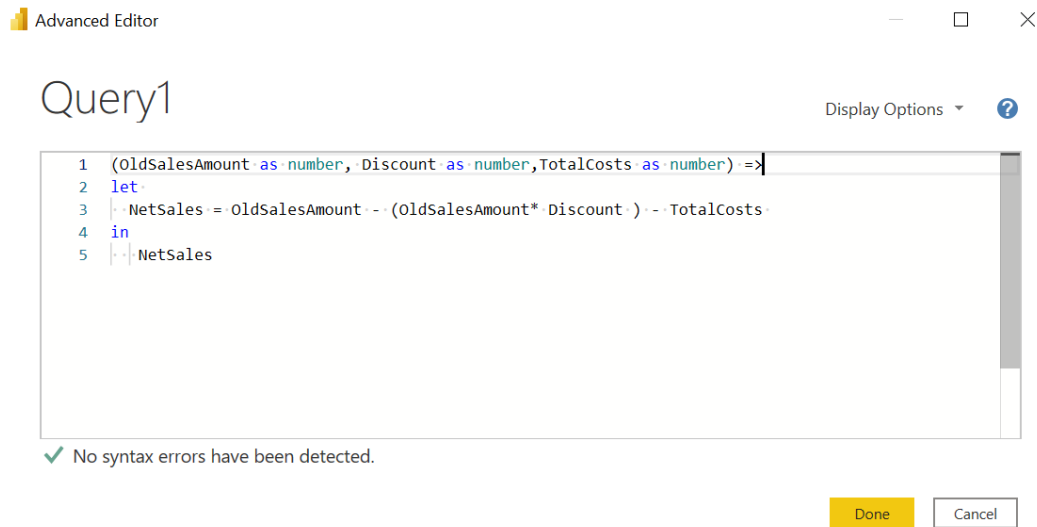 Advanced Editor
Query1
Display Options
?
1 (OldSalesAmount as number, Discount as number,TotalCosts as number) =>
2 let
3 NetSales = OldSalesAmount - (OldSalesAmount* Discount ) - TotalCosts
4 in
5 NetSales
No syntax errors have been detected.
Done Cancel